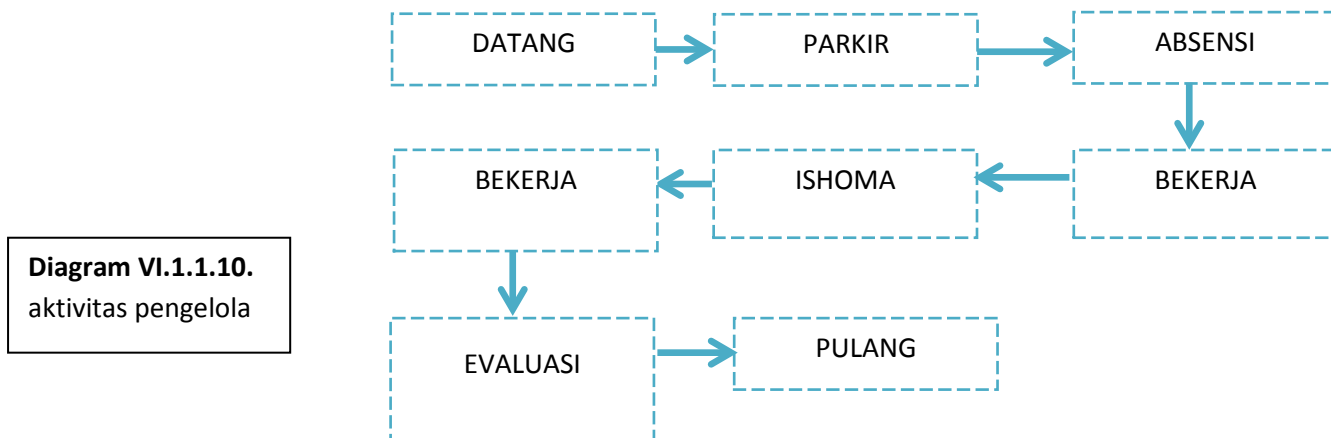 DATANG
PARKIR
ABSENSI
BEKERJA
ISHOMA
BEKERJA
Diagram VI.1.1.10.
aktivitas pengelola
EVALUASI
PULANG